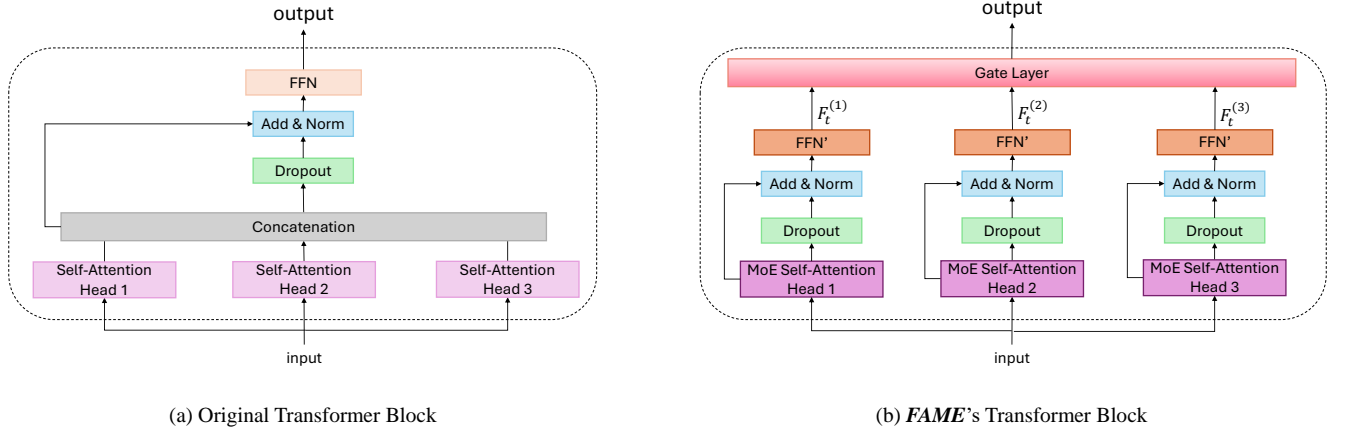 output
FFN
Add & Norm
Dropout
Concatenation
Self-Attention
Head 1
Self-Attention
Head 2
Self-Attention
Head 3
input
(a) Original Transformer Block
output
Gate Layer
F_t^{(1)}
F_t^{(2)}
F_t^{(3)}
FFN'
FFN'
FFN'
Add & Norm
Add & Norm
Add & Norm
Dropout
Dropout
Dropout
MoE Self-Attention
Head 1
MoE Self-Attention
Head 2
MoE Self-Attention
Head 3
input
(b) FAME's Transformer Block